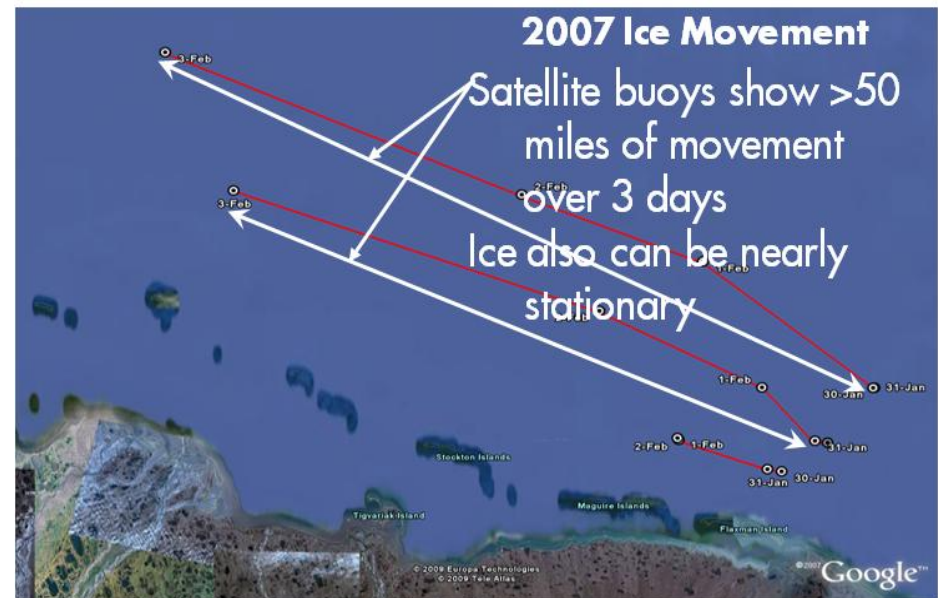 2007 Ice Movement
Satellite buoys show >50
miles of movement
over 3 days
Ice also can be nearly
stationary
3-Feb
2-Feb
3-Feb
1-Feb
1-Feb
30-Jan
31-Jan
2-Feb
1-Feb
31-Jan
31-Jan
30-Jan
Stockton Islands
Tigvariak Island
Maguire Islands
Flaxman Island
© 2009 Europa Technologies
© 2009 Tele Atlas
©2007 Google™